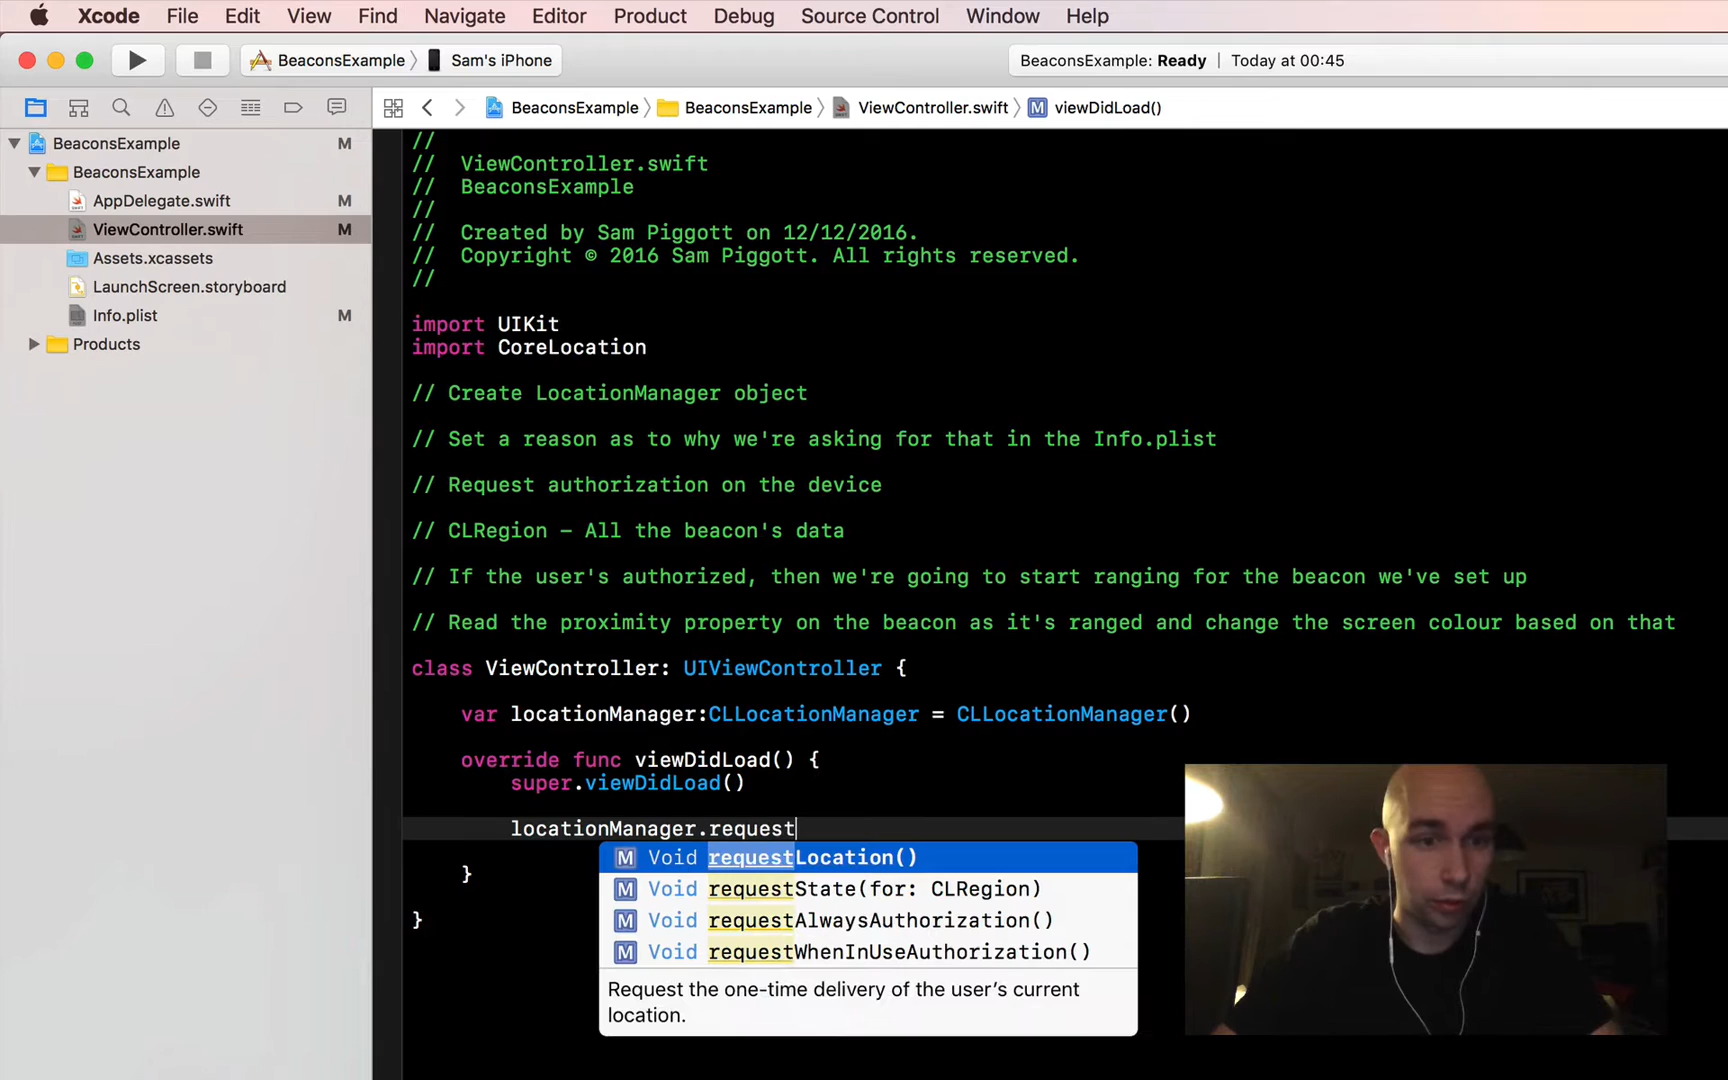 Xcode File Edit View Find Navigate Editor Product Debug Source Control Window Help
BeaconsExample Sam's iPhone BeaconsExample: Ready | Today at 00:45
BeaconsExample BeaconsExample ViewController.swift M viewDidLoad()
BeaconsExample M
BeaconsExample
AppDelegate.swift M
ViewController.swift M
Assets.xcassets
LaunchScreen.storyboard
Info.plist M
Products
//
// ViewController.swift
// BeaconsExample
//
// Created by Sam Piggott on 12/12/2016.
// Copyright © 2016 Sam Piggott. All rights reserved.
//
import UIKit
import CoreLocation
// Create LocationManager object
// Set a reason as to why we're asking for that in the Info.plist
// Request authorization on the device
// CLRegion – All the beacon's data
// If the user's authorized, then we're going to start ranging for the beacon we've set up
// Read the proximity property on the beacon as it's ranged and change the screen colour based on that
class ViewController: UIViewController {
var locationManager:CLLocationManager = CLLocationManager()
override func viewDidLoad() {
super.viewDidLoad()
locationManager.request
M Void requestLocation()
M Void requestState(for: CLRegion)
M Void requestAlwaysAuthorization()
M Void requestWhenInUseAuthorization()
Request the one-time delivery of the user's current
location.
}
}